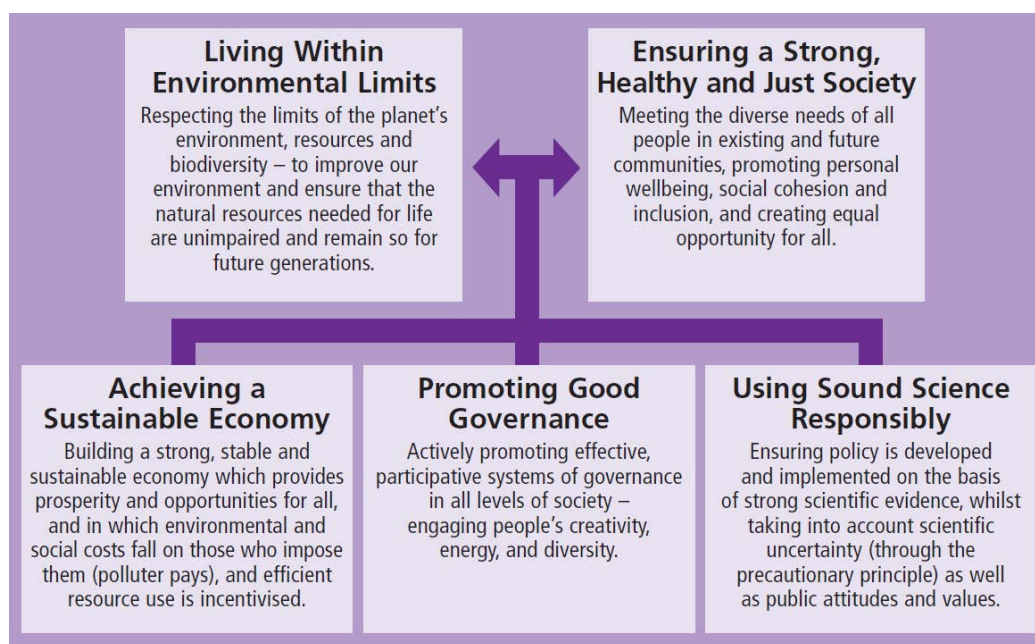 Living Within
Environmental Limits
Respecting the limits of the planet’s
environment, resources and
biodiversity – to improve our
environment and ensure that the
natural resources needed for life
are unimpaired and remain so for
future generations.
Ensuring a Strong,
Healthy and Just Society
Meeting the diverse needs of all
people in existing and future
communities, promoting personal
wellbeing, social cohesion and
inclusion, and creating equal
opportunity for all.
Achieving a
Sustainable Economy
Building a strong, stable and
sustainable economy which provides
prosperity and opportunities for all,
and in which environmental and
social costs fall on those who impose
them (polluter pays), and efficient
resource use is incentivised.
Promoting Good
Governance
Actively promoting effective,
participative systems of governance
in all levels of society –
engaging people’s creativity,
energy, and diversity.
Using Sound Science
Responsibly
Ensuring policy is developed
and implemented on the basis
of strong scientific evidence, whilst
taking into account scientific
uncertainty (through the
precautionary principle) as well
as public attitudes and values.